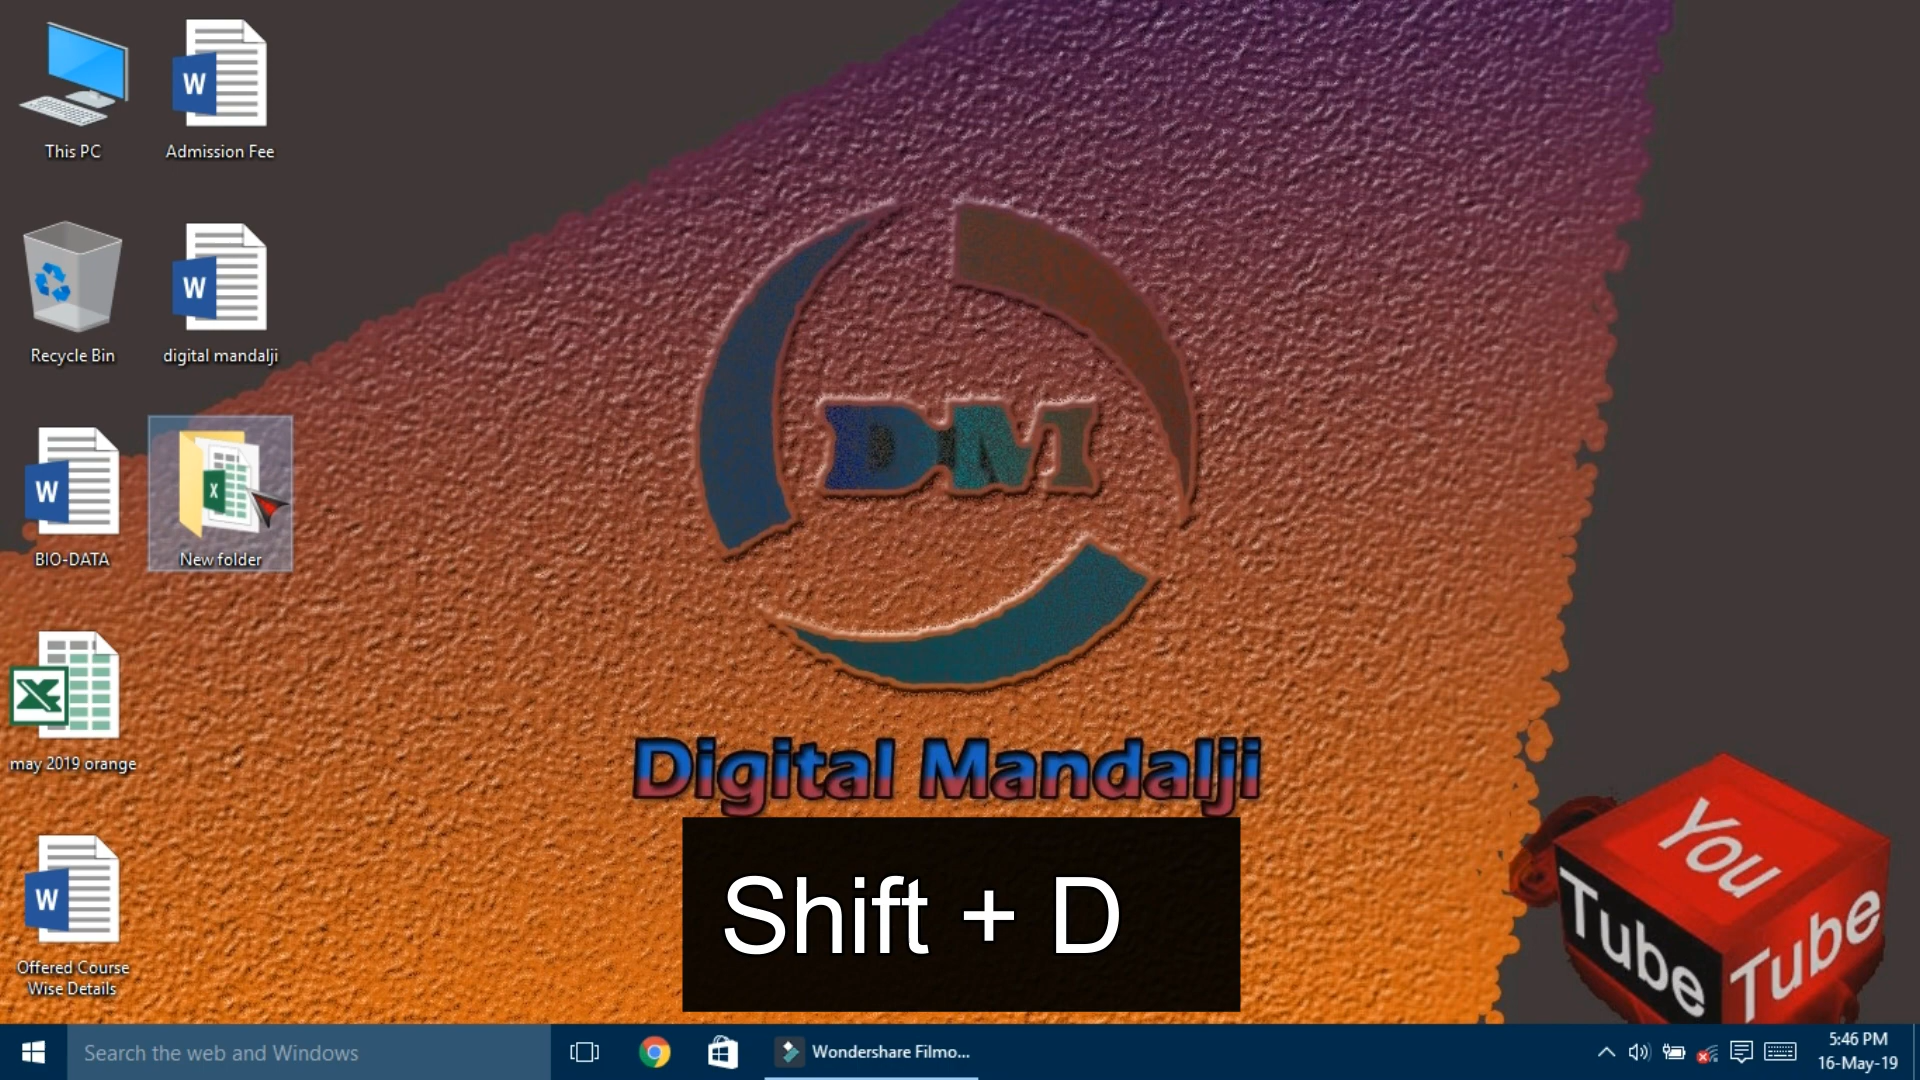 This PC
Admission Fee
Recycle Bin
digital mandalji
BIO-DATA
New folder
may 2019 orange
Offered Course
Wise Details
W
W
W
X
X
W
DM
Digital Mandalji
Shift + D
You
Tube
Tube
Search the web and Windows
Wondershare Filmo...
5:46 PM
16-May-19